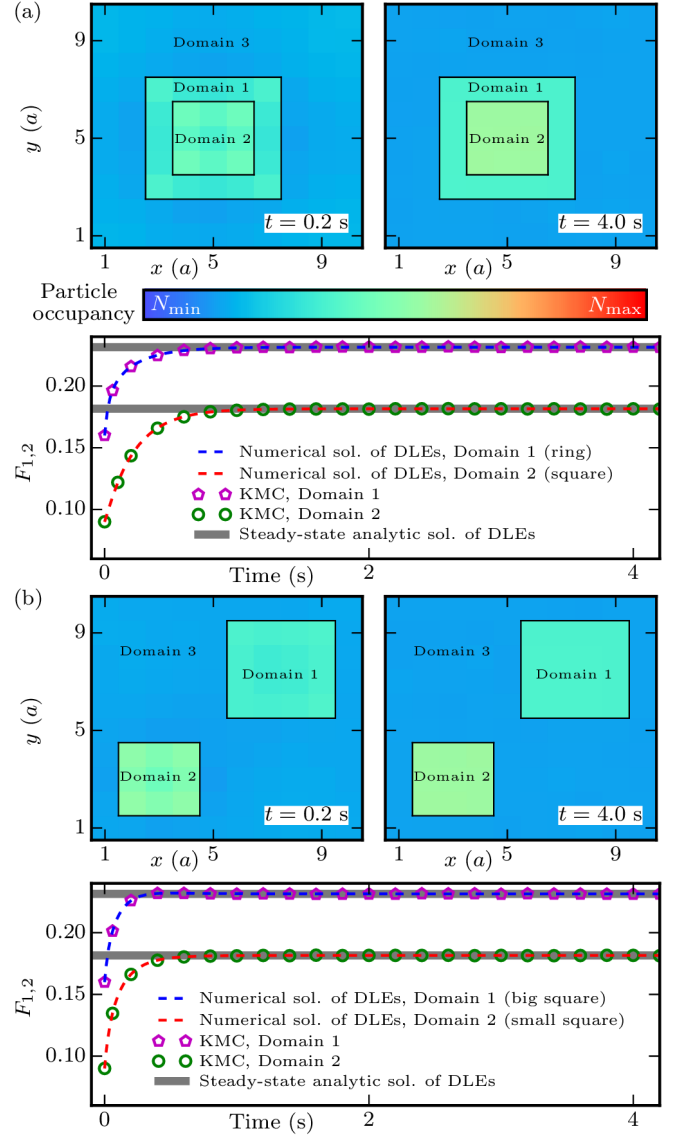 (a)
9
5
1
y (a)
Domain 3
Domain 1
Domain 2
t = 0.2 s
Domain 3
Domain 1
Domain 2
t = 4.0 s
1
x (a)
5
9
1
x (a)
5
9
Particle
occupancy
N_min
N_max
0.20
0.15
0.10
F_{1,2}
Numerical sol. of DLEs, Domain 1 (ring)
Numerical sol. of DLEs, Domain 2 (square)
KMC, Domain 1
KMC, Domain 2
Steady-state analytic sol. of DLEs
0
Time (s)
2
4
(b)
9
5
1
y (a)
Domain 3
Domain 1
Domain 2
t = 0.2 s
Domain 3
Domain 1
Domain 2
t = 4.0 s
1
x (a)
5
9
1
x (a)
5
9
0.20
0.15
0.10
F_{1,2}
Numerical sol. of DLEs, Domain 1 (big square)
Numerical sol. of DLEs, Domain 2 (small square)
KMC, Domain 1
KMC, Domain 2
Steady-state analytic sol. of DLEs
0
Time (s)
2
4